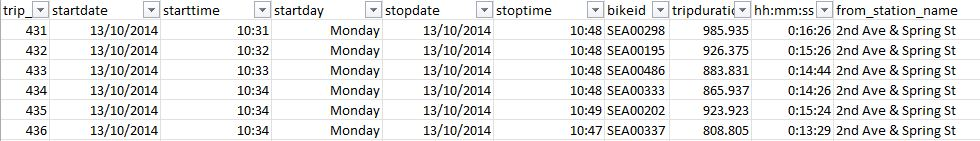 trip_ startdate starttime startday stopdate stoptime bikeid tripduratic hh:mm:ss from_station_name
431 13/10/2014 10:31 Monday 13/10/2014 10:48 SEA00298 985.935 0:16:26 2nd Ave & Spring St
432 13/10/2014 10:32 Monday 13/10/2014 10:48 SEA00195 926.375 0:15:26 2nd Ave & Spring St
433 13/10/2014 10:33 Monday 13/10/2014 10:48 SEA00486 883.831 0:14:44 2nd Ave & Spring St
434 13/10/2014 10:34 Monday 13/10/2014 10:48 SEA00333 865.937 0:14:26 2nd Ave & Spring St
435 13/10/2014 10:34 Monday 13/10/2014 10:49 SEA00202 923.923 0:15:24 2nd Ave & Spring St
436 13/10/2014 10:34 Monday 13/10/2014 10:47 SEA00337 808.805 0:13:29 2nd Ave & Spring St